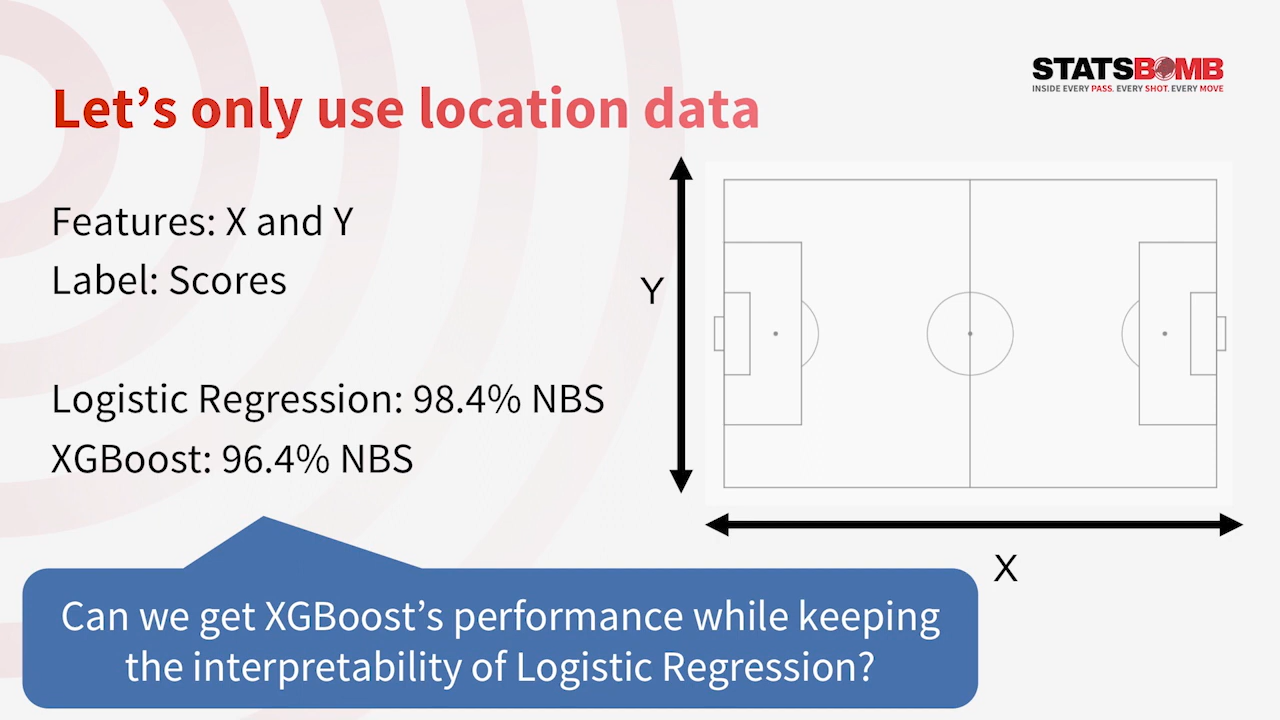 STATSBOMB
INSIDE EVERY PASS. EVERY SHOT. EVERY MOVE
Let’s only use location data
Features: X and Y
Label: Scores
Logistic Regression: 98.4% NBS
XGBoost: 96.4% NBS
Y
X
Can we get XGBoost’s performance while keeping
the interpretability of Logistic Regression?